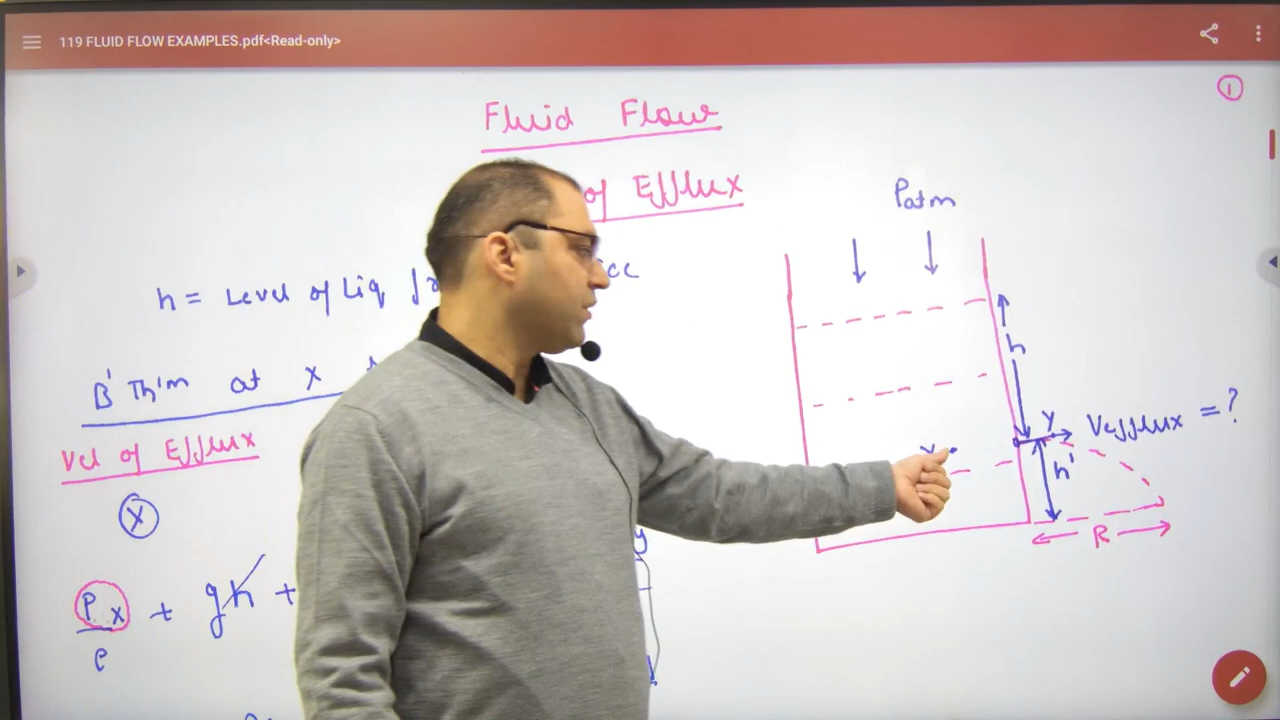 119 FLUID FLOW EXAMPLES.pdf<Read-only>
1
Fluid Flow
of Efflux
Patm
h = Level of Liq
h
B' Th'm at X
Vel of Efflux
Y Vefflux = ?
X
h'
R
Px + gh +
ρ
y